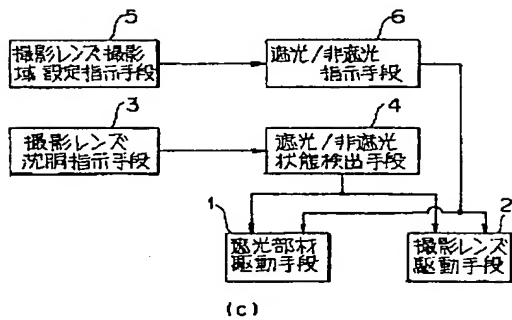 5
撮影レンズ撮影
域設定指示手段
6
遮光/非遮光
指示手段
3
撮影レンズ
沈胴指示手段
4
遮光/非遮光
状態検出手段
1
遮光部材
駆動手段
2
撮影レンズ
駆動手段
(c)